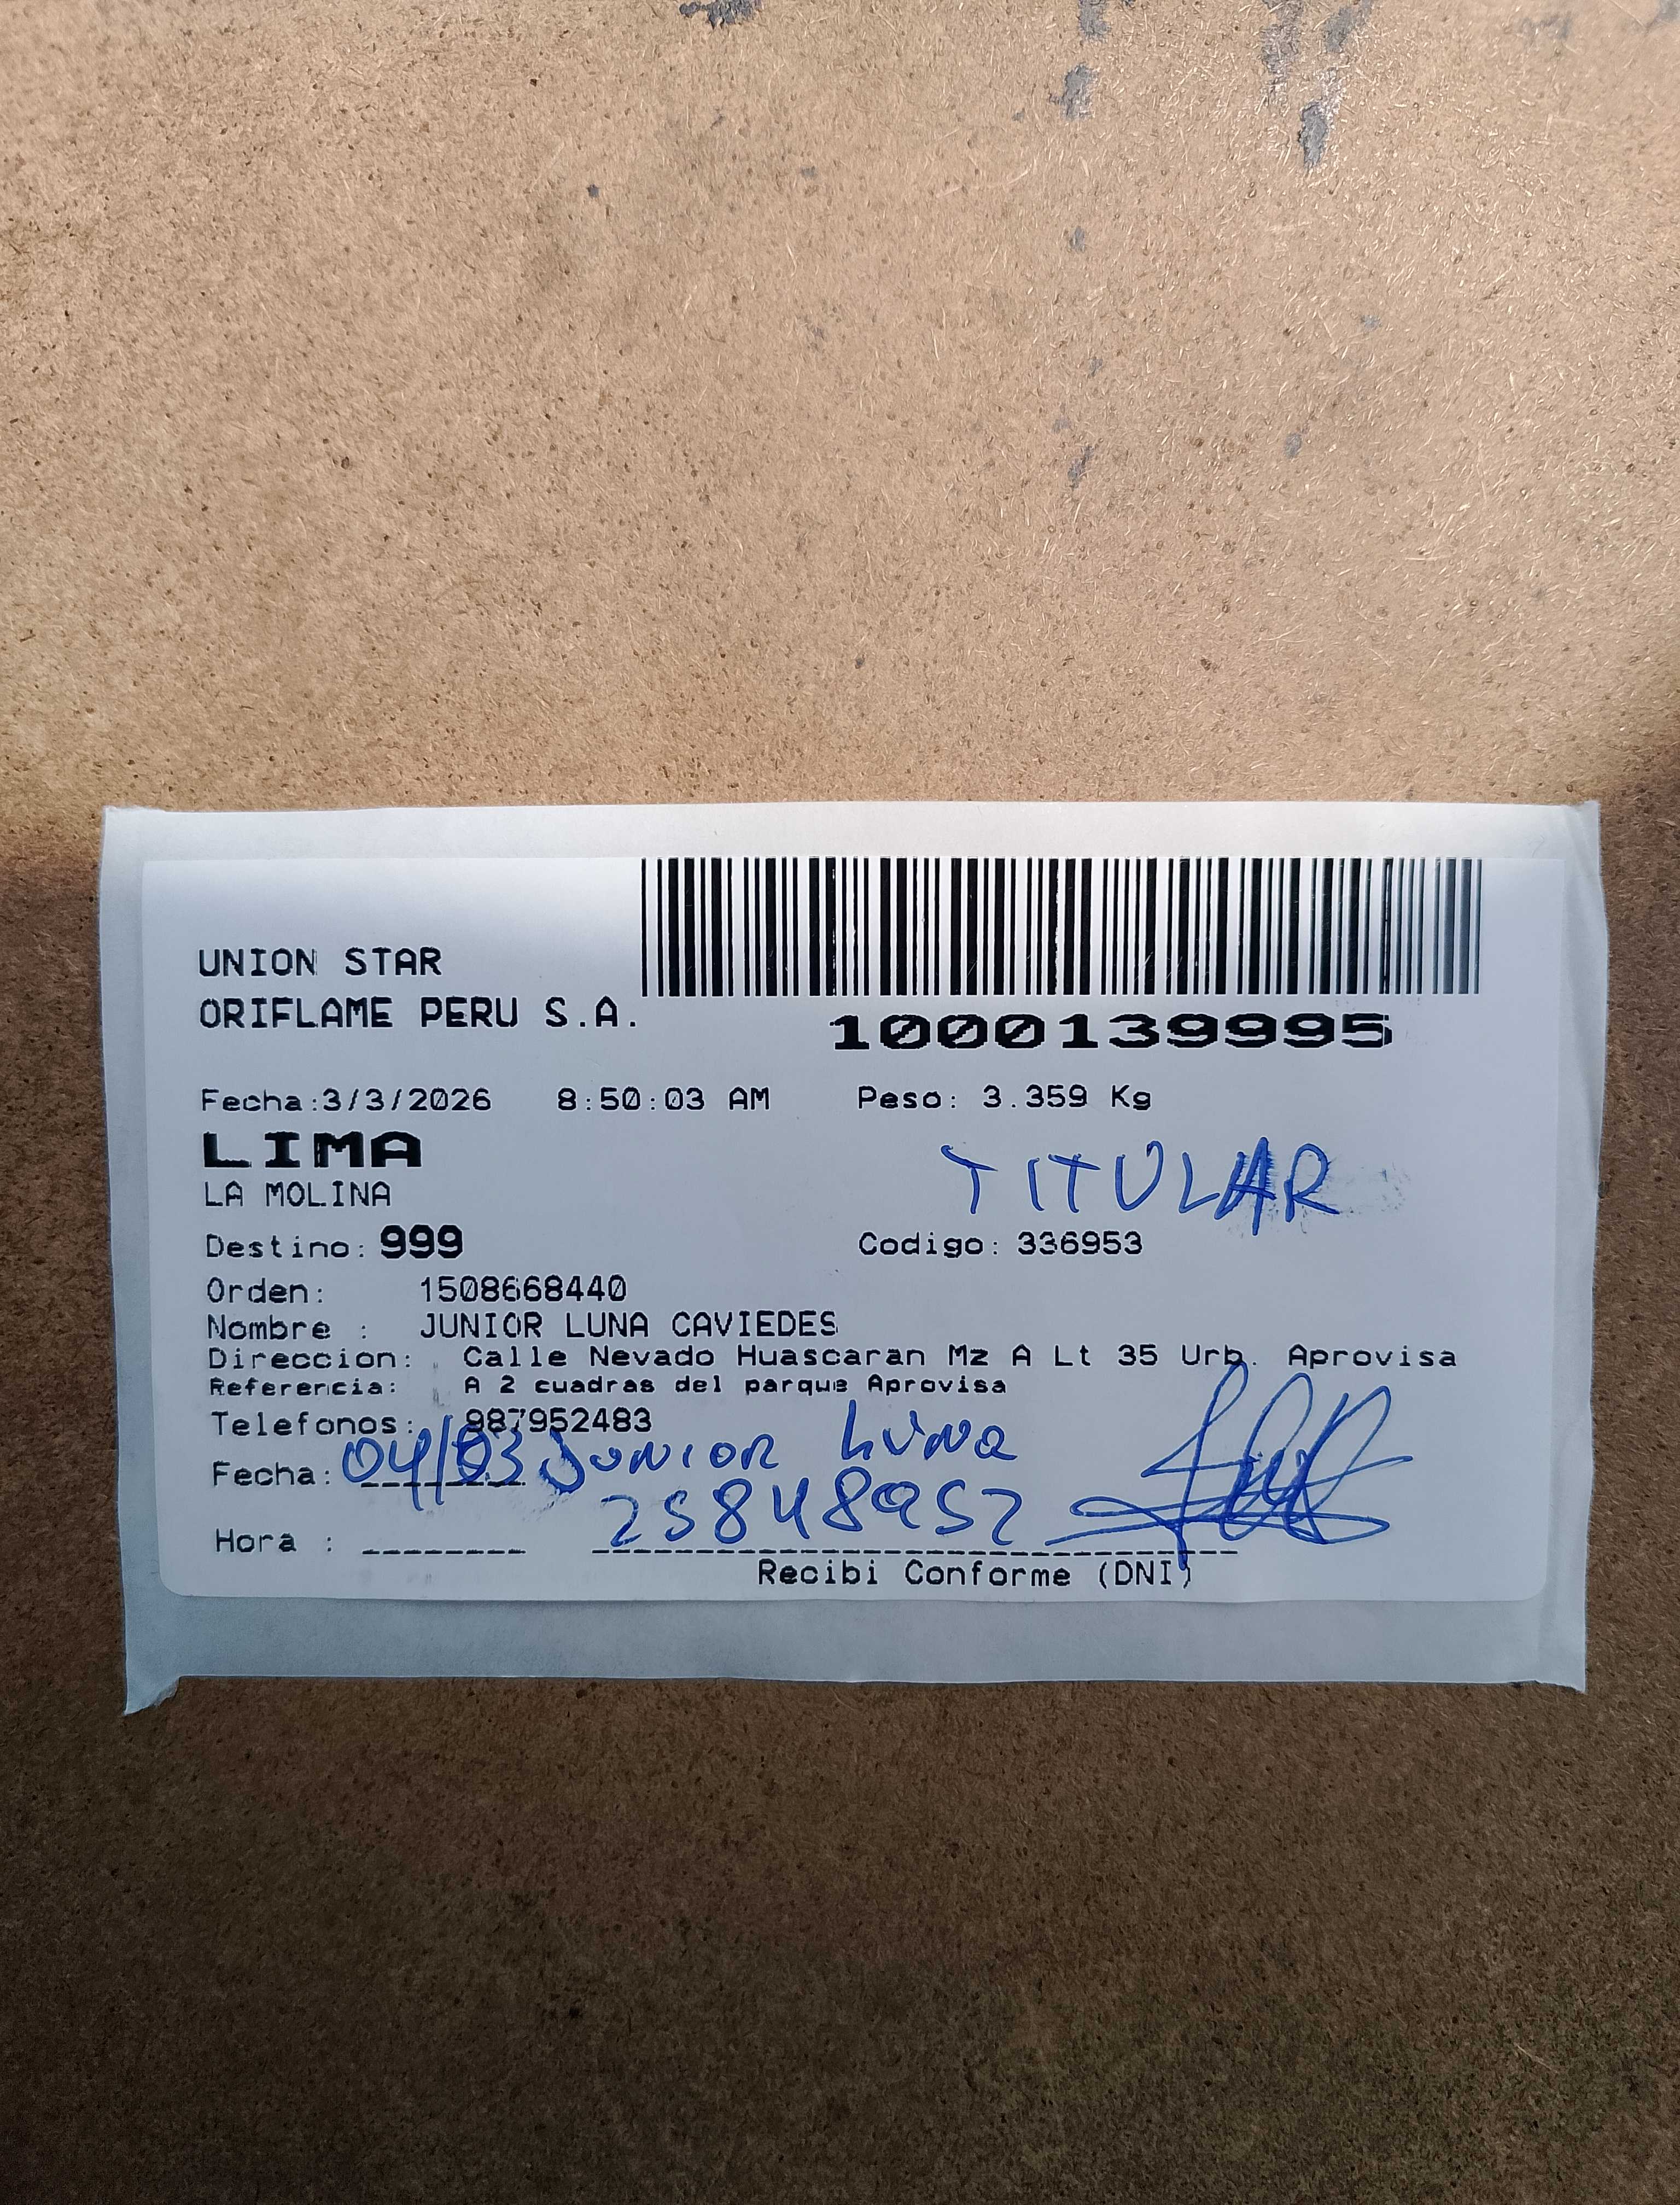 UNION STAR
ORIFLAME PERU S.A.
1000139995
Fecha:3/3/2026 8:50:03 AM Peso: 3.359 Kg
LIMA
TITULAR
LA MOLINA
Destino: 999 Codigo: 336953
Orden: 1508668440
Nombre : JUNIOR LUNA CAVIEDES
Direccion: Calle Nevado Huascaran Mz A Lt 35 Urb. Aprovisa
Referencia: A 2 cuadras del parque Aprovisa
Telefonos: 987952483
Fecha: 04/03 Junior Luna
25848952
Hora :
Recibi Conforme (DNI)